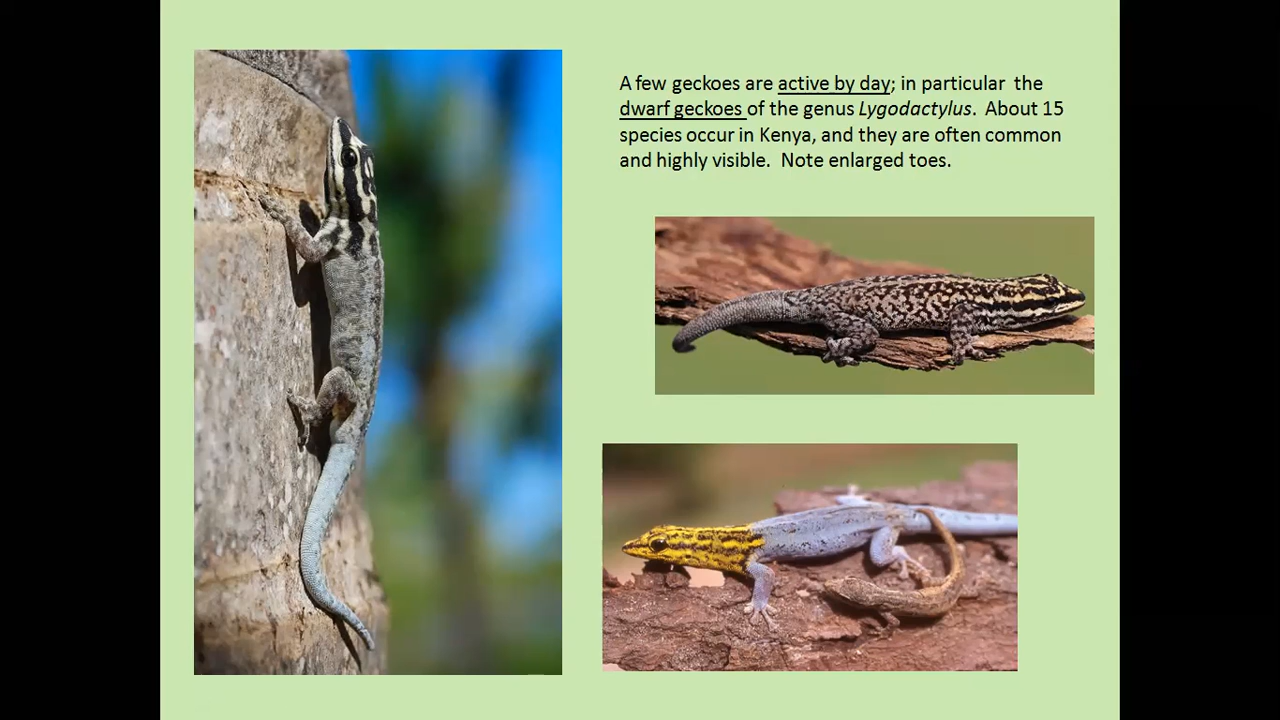 A few geckoes are active by day; in particular the
dwarf geckoes of the genus Lygodactylus. About 15
species occur in Kenya, and they are often common
and highly visible. Note enlarged toes.